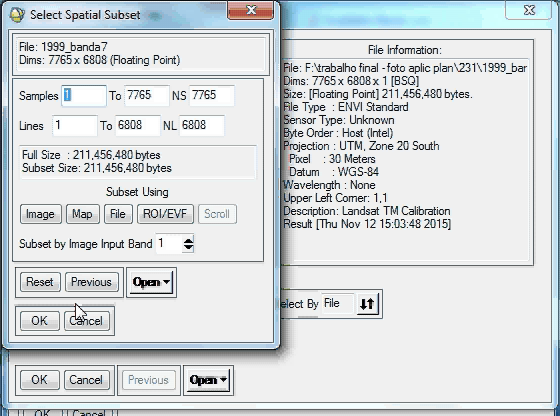 Select Spatial Subset
File: 1999_banda7
Dims: 7765 x 6808 (Floating Point)
Samples 1 To 7765 NS 7765
Lines 1 To 6808 NL 6808
Full Size : 211,456,480 bytes
Subset Size: 211,456,480 bytes
Subset Using
Image Map File ROI/EVF Scroll
Subset by Image Input Band 1
Reset Previous Open
OK Cancel
File Information:
File: F:\trabalho final -foto aplic plan\231\1999_bar
Dims: 7765 x 6808 x 1 [BSQ]
Size: [Floating Point] 211,456,480 bytes.
File Type : ENVI Standard
Sensor Type: Unknown
Byte Order : Host (Intel)
Projection : UTM, Zone 20 South
Pixel : 30 Meters
Datum : WGS-84
Wavelength : None
Upper Left Corner: 1,1
Description: Landsat TM Calibration
Result [Thu Nov 12 15:03:48 2015]
elect By File
OK Cancel Previous Open
OK Cancel